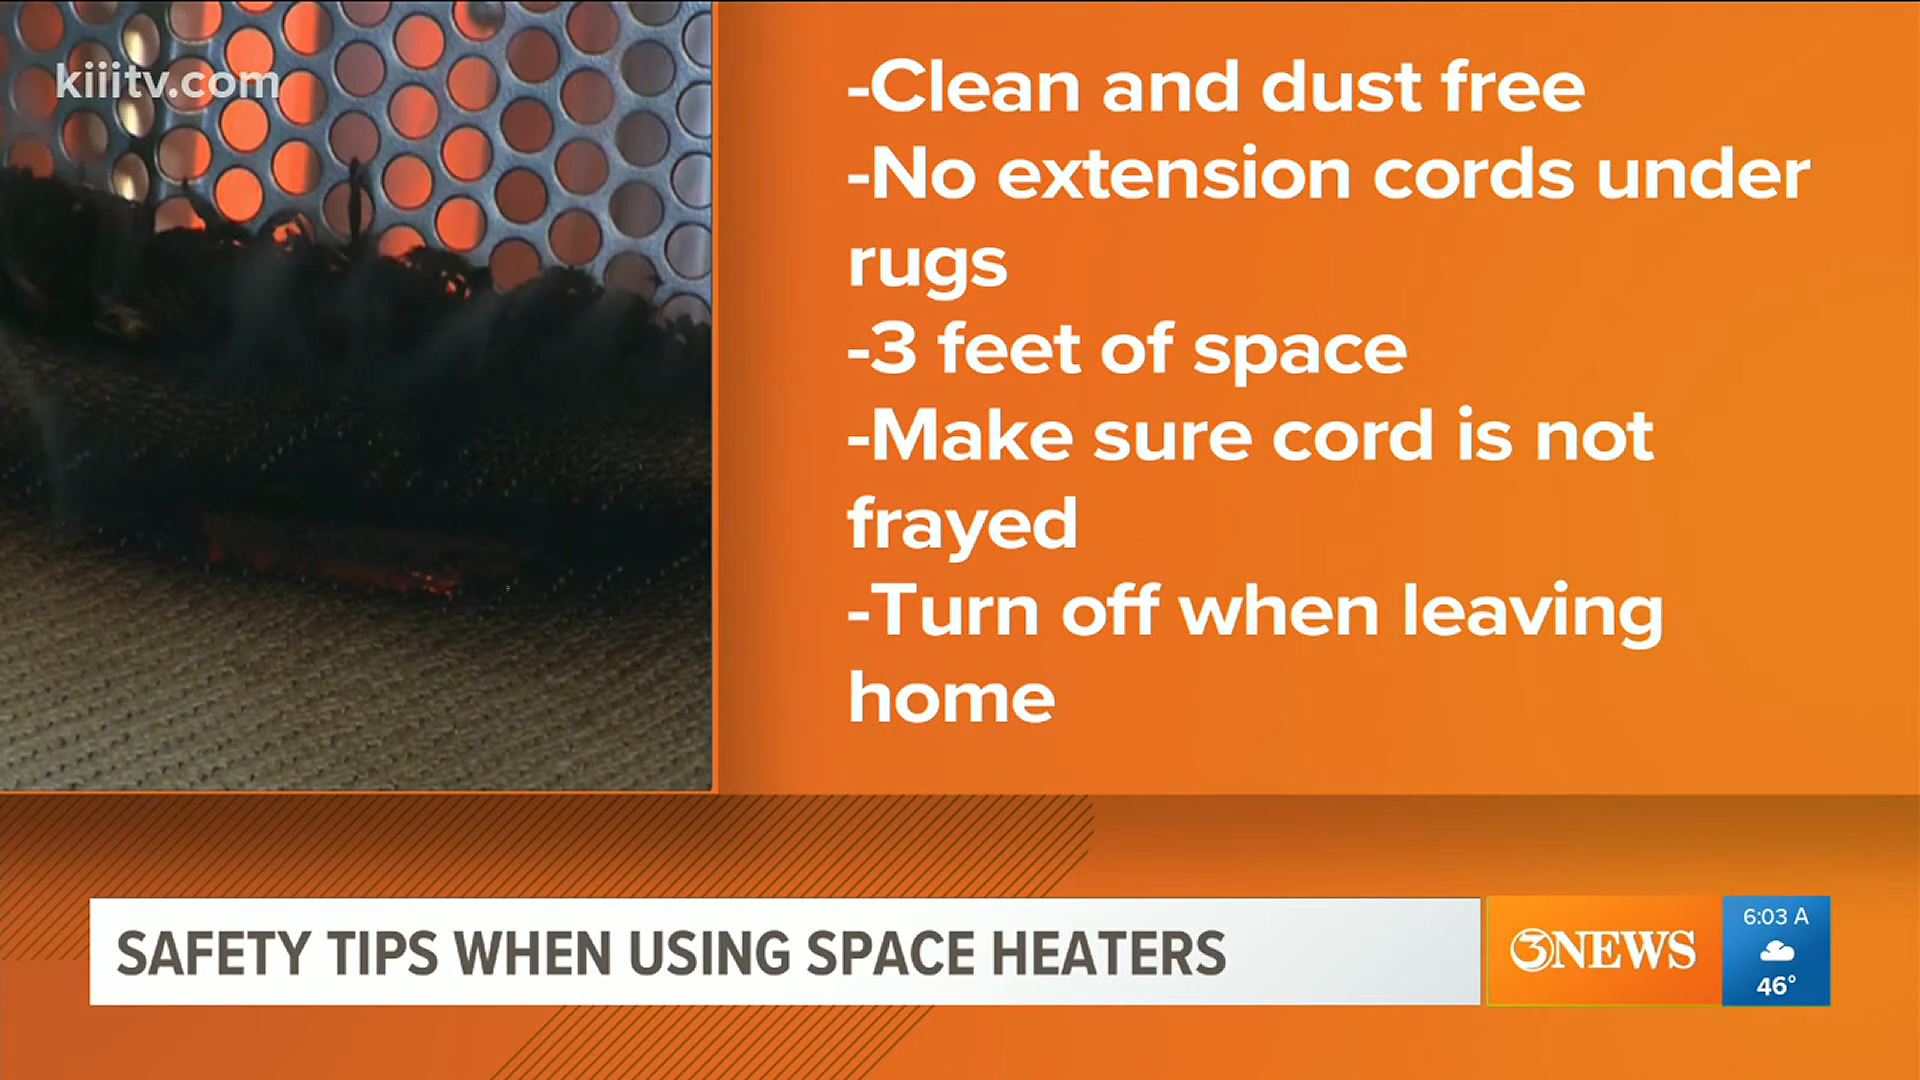 kiiitv.com
-Clean and dust free
-No extension cords under
rugs
-3 feet of space
-Make sure cord is not
frayed
-Turn off when leaving
home
SAFETY TIPS WHEN USING SPACE HEATERS
3NEWS
6:03 A
46°